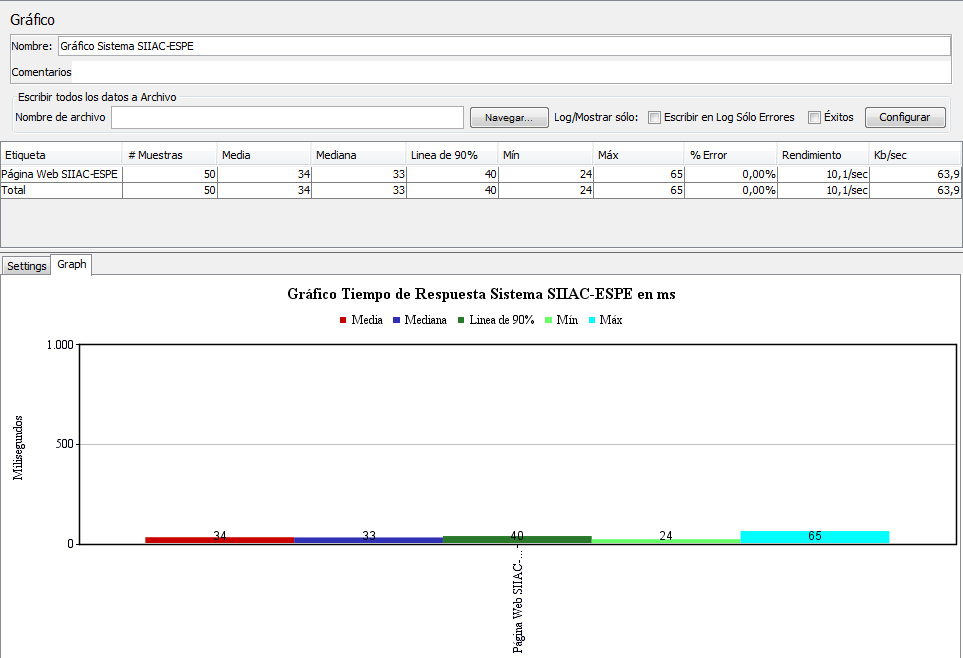 Gráfico
Nombre: Gráfico Sistema SIIAC-ESPE
Comentarios
Escribir todos los datos a Archivo
Nombre de archivo Navegar... Log/Mostrar sólo: Escribir en Log Sólo Errores Éxitos Configurar
Etiqueta # Muestras Media Mediana Linea de 90% Mín Máx % Error Rendimiento Kb/sec
Página Web SIIAC-ESPE 50 34 33 40 24 65 0,00% 10,1/sec 63,9
Total 50 34 33 40 24 65 0,00% 10,1/sec 63,9
Settings Graph
Gráfico Tiempo de Respuesta Sistema SIIAC-ESPE en ms
Media Mediana Linea de 90% Mín Máx
1.000
500
0
Milisegundos
34 33 40 24 65
Página Web SIIAC-...